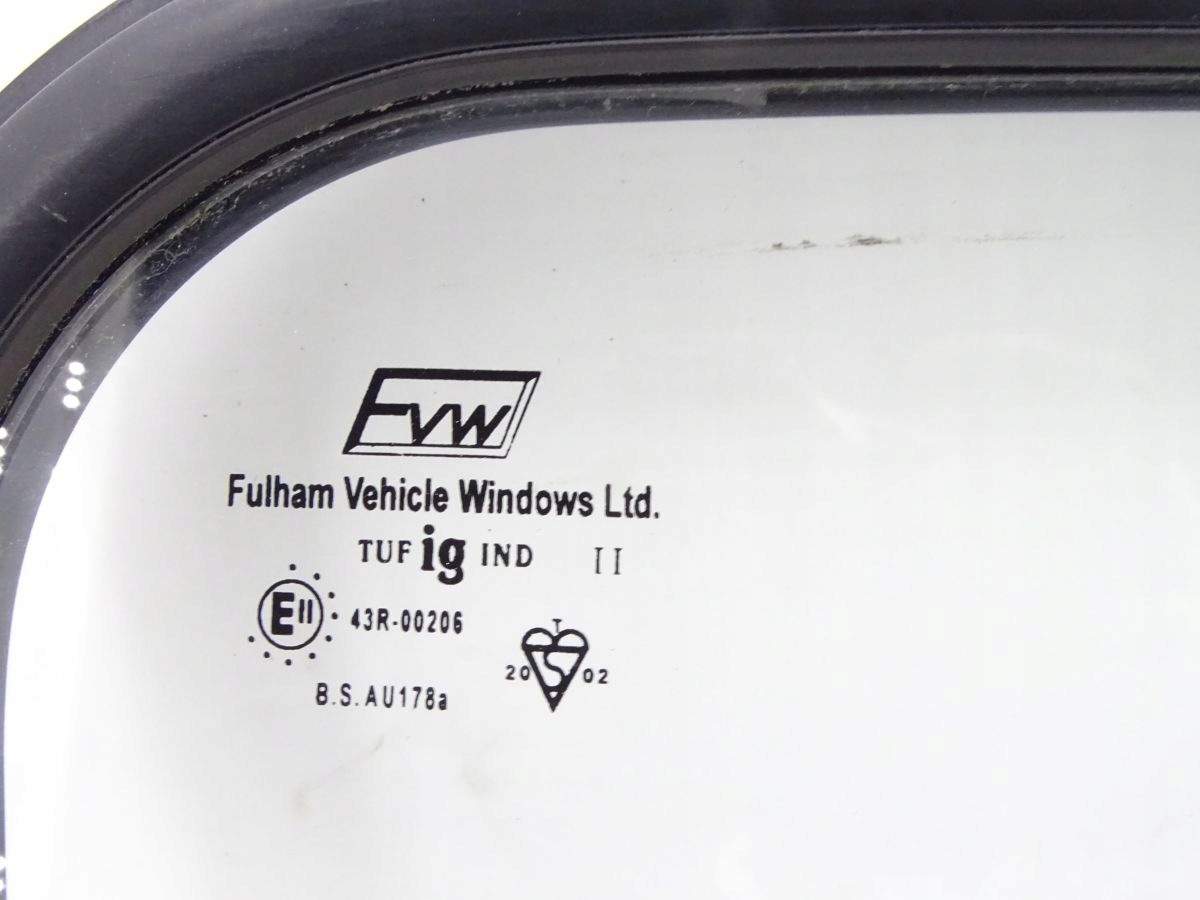 FVW
Fulham Vehicle Windows Ltd.
TUF ig IND II
E11 43R-00206
T
20 S 02
B.S.AU178a